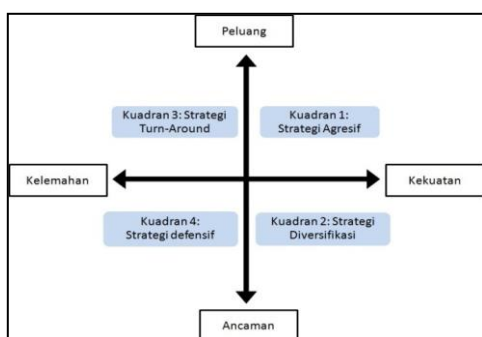 Peluang
Kuadran 3: Strategi
Turn-Around
Kuadran 1:
Strategi Agresif
Kelemahan
Kekuatan
Kuadran 4:
Strategi defensif
Kuadran 2: Strategi
Diversifikasi
Ancaman